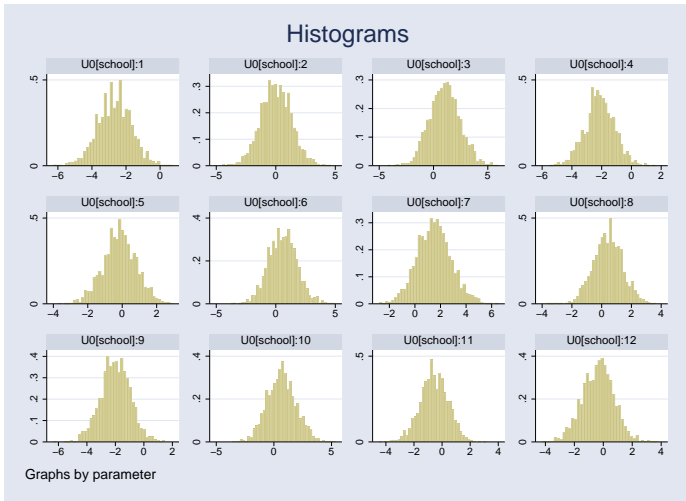 Histograms
U0[school]:1 U0[school]:2 U0[school]:3 U0[school]:4
0 .5
-6 -4 -2 0
0 .1 .2 .3
-5 0 5
0 .1 .2 .3
-5 0 5
0 .5
-6 -4 -2 0 2
U0[school]:5 U0[school]:6 U0[school]:7 U0[school]:8
0 .5
-4 -2 0 2
0 .2 .4
-5 0 5
0 .1 .2 .3
-2 0 2 4 6
0 .5
-4 -2 0 2 4
U0[school]:9 U0[school]:10 U0[school]:11 U0[school]:12
0 .1 .2 .3 .4
-6 -4 -2 0 2
0 .1 .2 .3 .4
-5 0 5
0 .5
-4 -2 0 2 4
0 .1 .2 .3 .4
-4 -2 0 2 4
Graphs by parameter